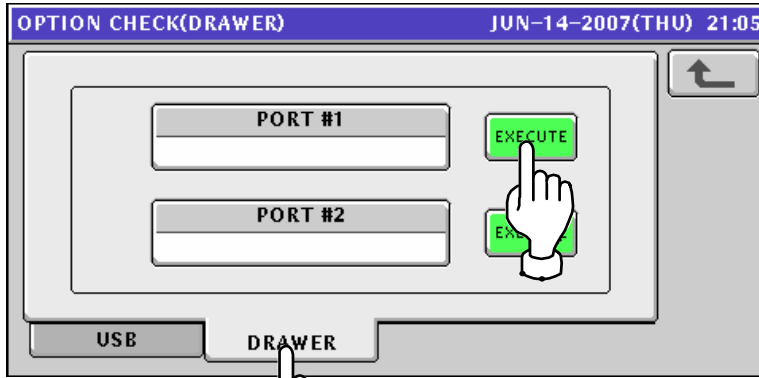 OPTION CHECK(DRAWER) JUN-14-2007(THU) 21:05
PORT #1
EXECUTE
PORT #2
USB
DRAWER